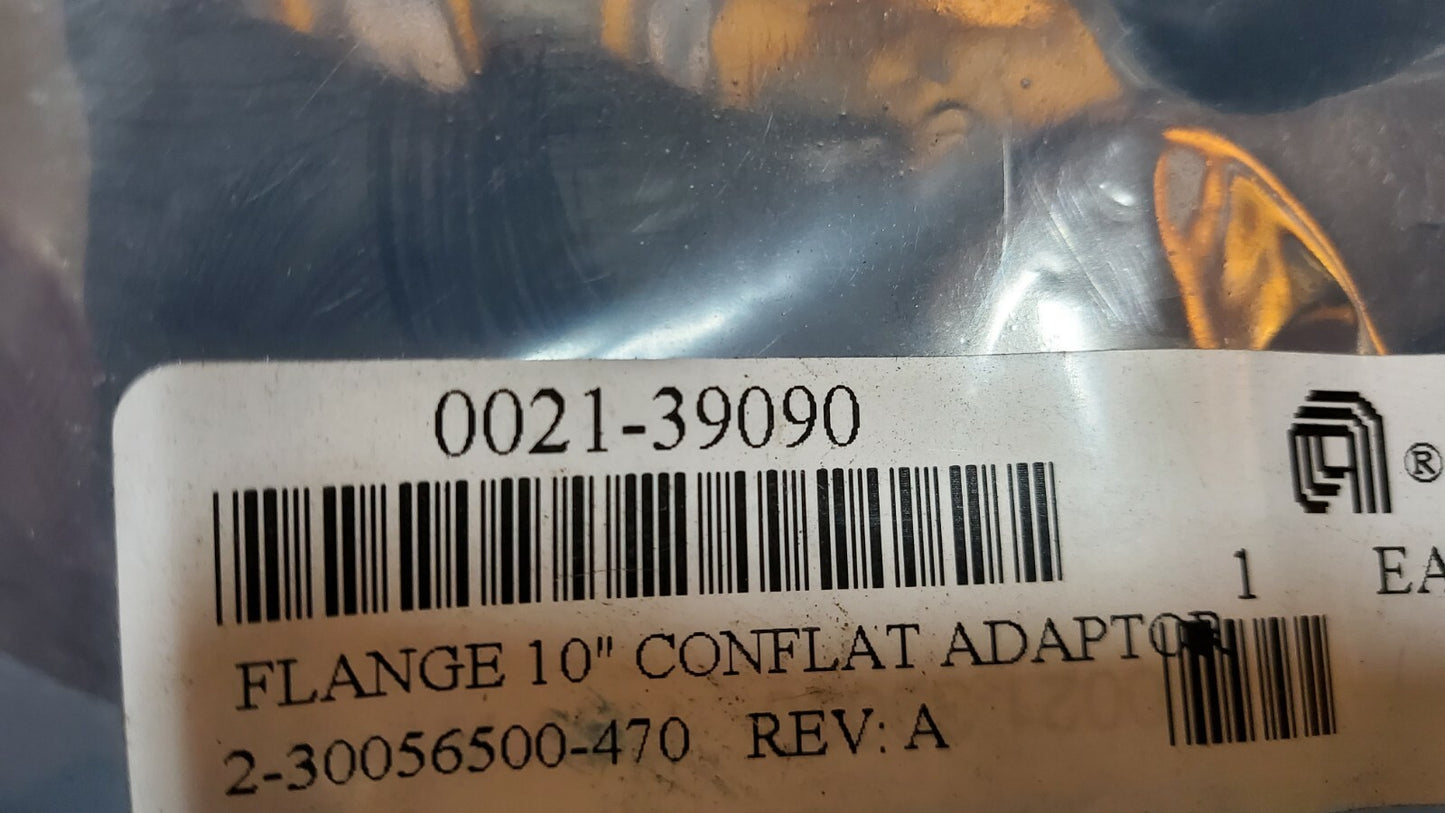 0021-39090
®
1 EA
FLANGE 10" CONFLAT ADAPTOR
2-30056500-470 REV: A